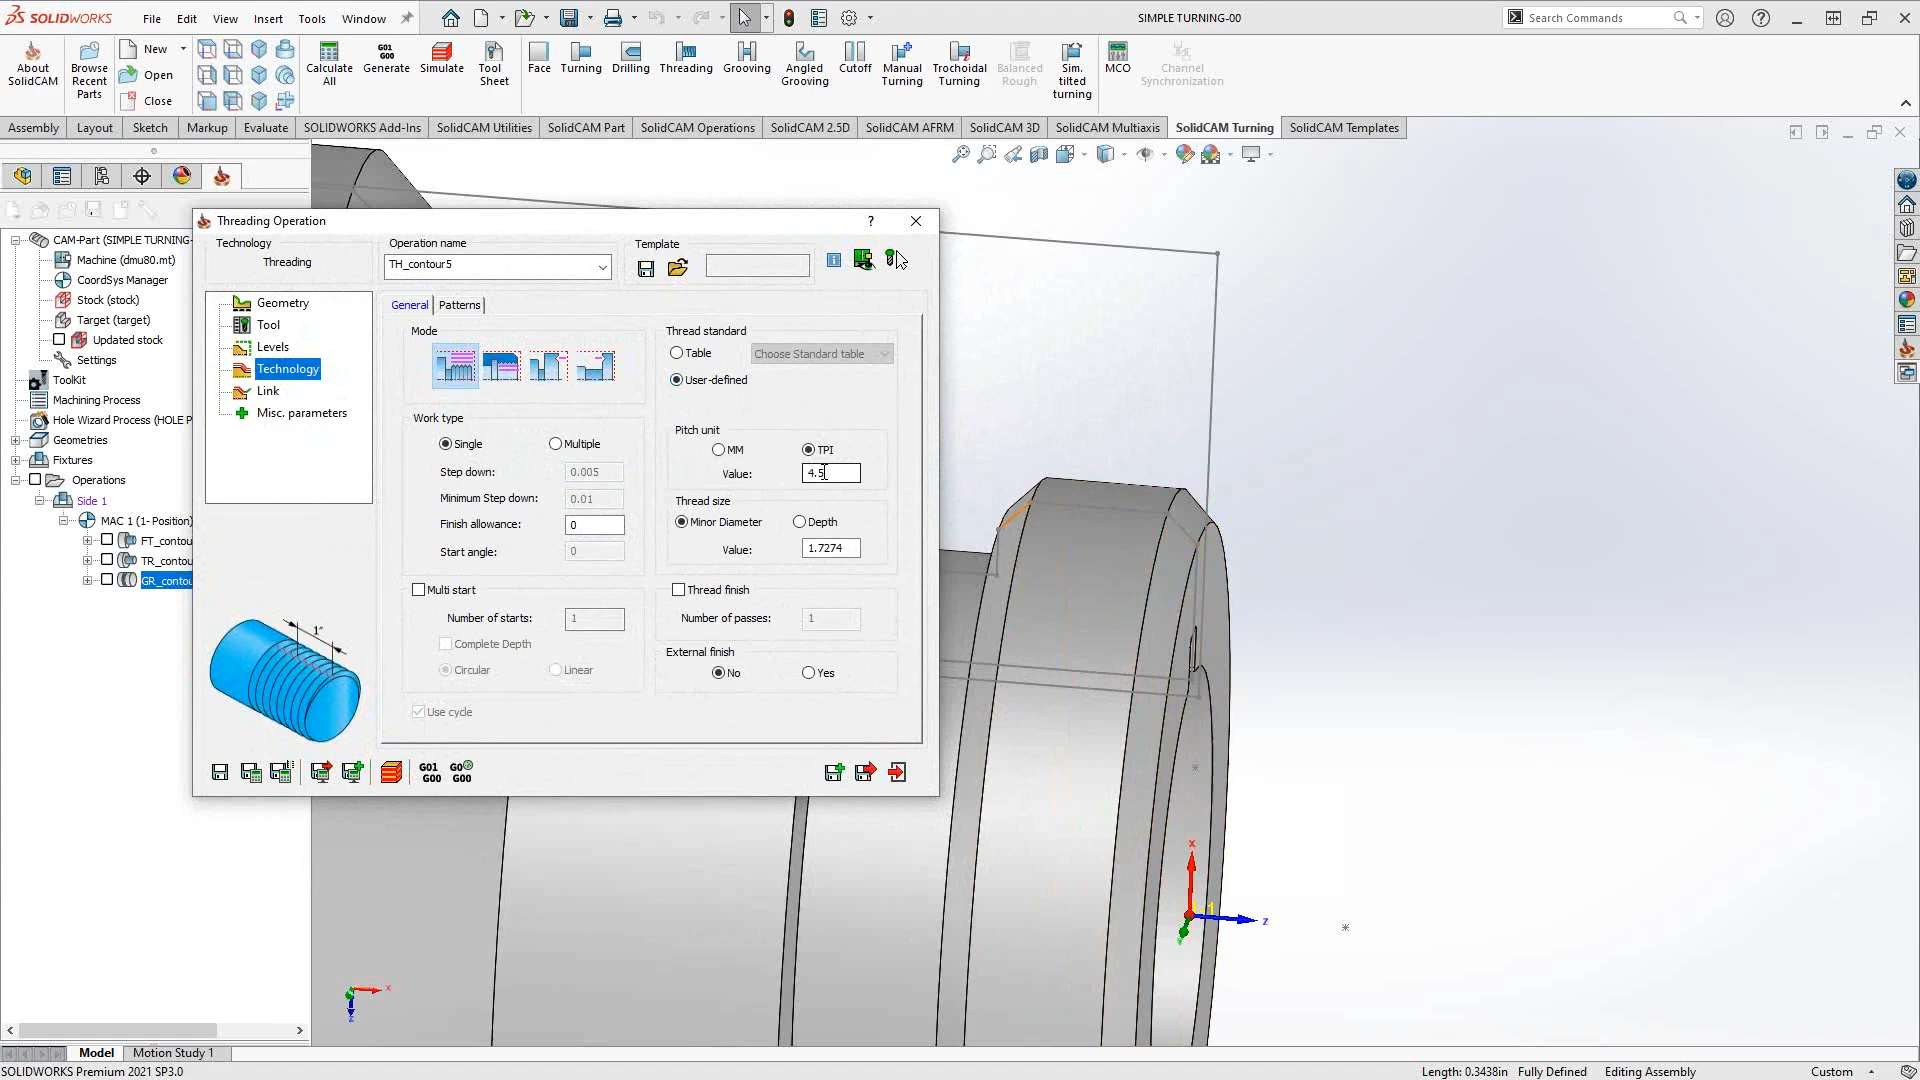 SOLIDWORKS File Edit View Insert Tools Window SIMPLE TURNING-00 Search Commands
About SolidCAM
Browse Recent Parts
New
Open
Close
Calculate All
G01 G00 Generate
Simulate
Tool Sheet
Face
Turning
Drilling
Threading
Grooving
Angled Grooving
Cutoff
Manual Turning
Trochoidal Turning
Balanced Rough
Sim. tilted turning
MCO
Channel Synchronization
Assembly Layout Sketch Markup Evaluate SOLIDWORKS Add-Ins SolidCAM Utilities SolidCAM Part SolidCAM Operations SolidCAM 2.5D SolidCAM AFRM SolidCAM 3D SolidCAM Multiaxis SolidCAM Turning SolidCAM Templates
CAM-Part (SIMPLE TURNING-
Machine (dmu80.mt)
CoordSys Manager
Stock (stock)
Target (target)
Updated stock
Settings
ToolKit
Machining Process
Hole Wizard Process (HOLE P
Geometries
Fixtures
Operations
Side 1
MAC 1 (1- Position)
FT_contou
TR_contou
GR_contou
Threading Operation ?
Technology
Threading
Operation name
TH_contour5
Template
Geometry
Tool
Levels
Technology
Link
Misc. parameters
1"
General Patterns
Mode
Work type
Single Multiple
Step down: 0.005
Minimum Step down: 0.01
Finish allowance: 0
Start angle: 0
Multi start
Number of starts: 1
Complete Depth
Circular Linear
Use cycle
Thread standard
Table Choose Standard table
User-defined
Pitch unit
MM TPI
Value: 4.5
Thread size
Minor Diameter Depth
Value: 1.7274
Thread finish
Number of passes: 1
External finish
No Yes
G01 G00
x
z
x
z
Model Motion Study 1
SOLIDWORKS Premium 2021 SP3.0 Length: 0.3438in Fully Defined Editing Assembly Custom